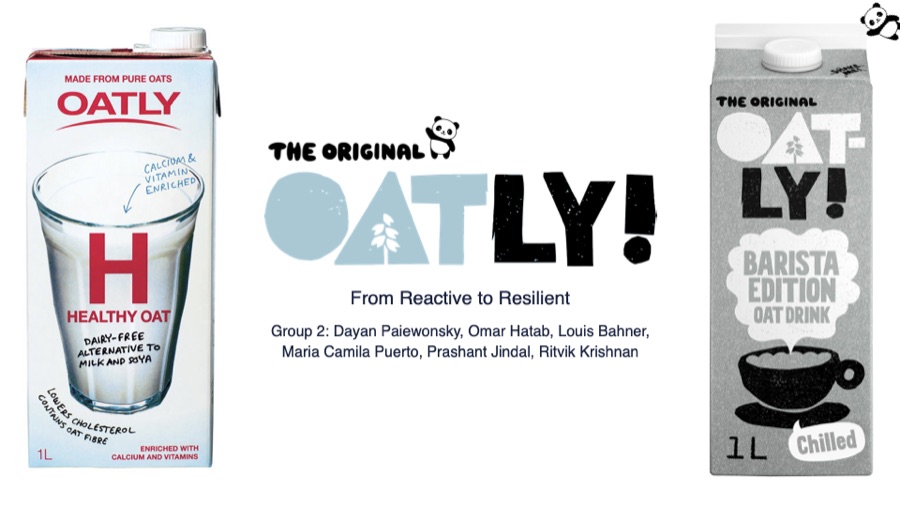 MADE FROM PURE OATS
OATLY
CALCIUM &
VITAMIN
ENRICHED
H
HEALTHY OAT
DAIRY-FREE
ALTERNATIVE TO
MILK AND SOYA
LOWERS CHOLESTEROL
CONTAINS OAT FIBRE
1L
ENRICHED WITH
CALCIUM AND VITAMINS
THE ORIGINAL
OATLY!
From Reactive to Resilient
Group 2: Dayan Paiewonsky, Omar Hatab, Louis Bahner,
Maria Camila Puerto, Prashant Jindal, Ritvik Krishnan
THE ORIGINAL
OAT-
LY!
BARISTA
EDITION
OAT DRINK
1L
Chilled